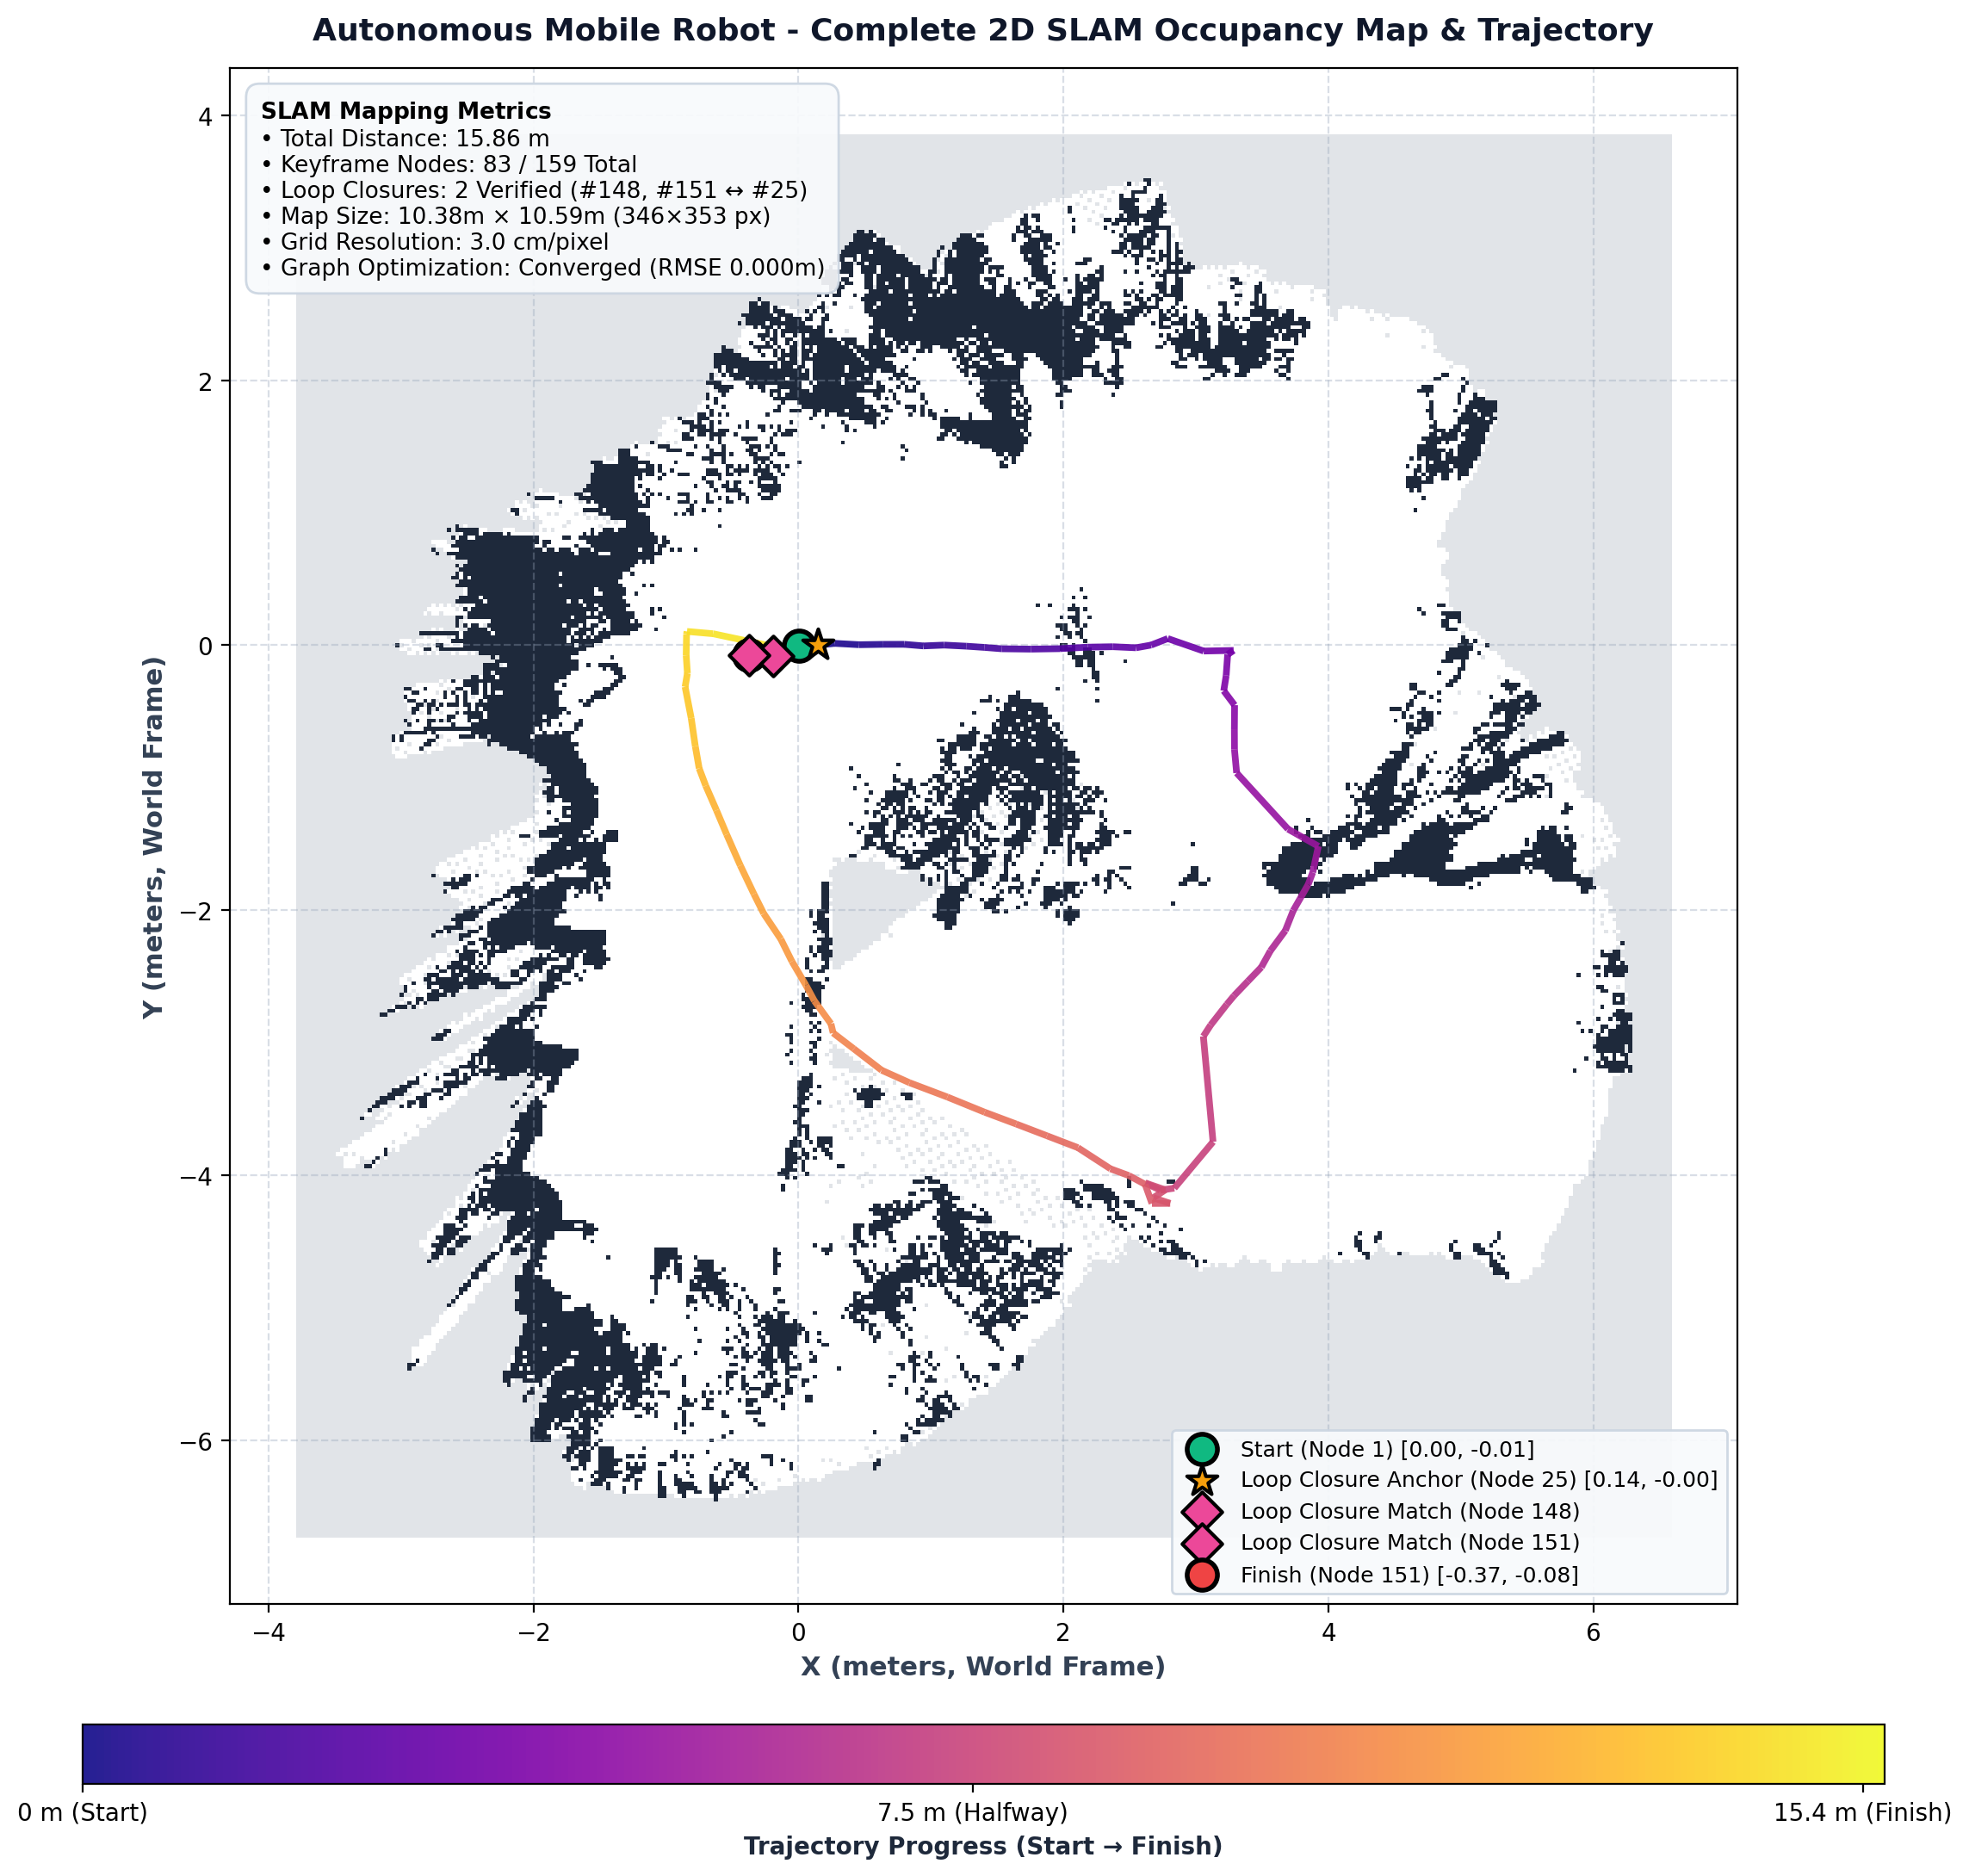 Autonomous Mobile Robot - Complete 2D SLAM Occupancy Map & Trajectory
SLAM Mapping Metrics
• Total Distance: 15.86 m
• Keyframe Nodes: 83 / 159 Total
• Loop Closures: 2 Verified (#148, #151 ↔ #25)
• Map Size: 10.38m × 10.59m (346×353 px)
• Grid Resolution: 3.0 cm/pixel
• Graph Optimization: Converged (RMSE 0.000m)
4
2
0
−2
−4
−6
Y (meters, World Frame)
Start (Node 1) [0.00, -0.01]
Loop Closure Anchor (Node 25) [0.14, -0.00]
Loop Closure Match (Node 148)
Loop Closure Match (Node 151)
Finish (Node 151) [-0.37, -0.08]
−4 −2 0 2 4 6
X (meters, World Frame)
0 m (Start) 7.5 m (Halfway) 15.4 m (Finish)
Trajectory Progress (Start → Finish)